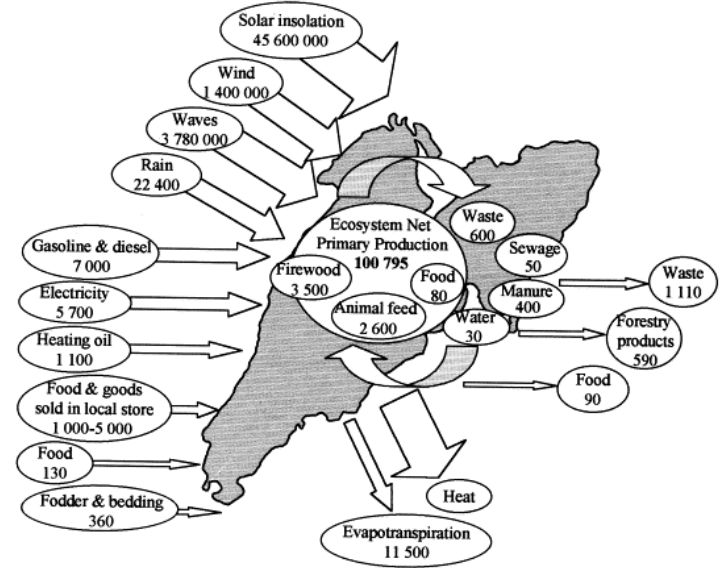 Solar insolation
45 600 000
Wind
1 400 000
Waves
3 780 000
Rain
22 400
Gasoline & diesel
7 000
Electricity
5 700
Heating oil
1 100
Food & goods
sold in local store
1 000-5 000
Food
130
Fodder & bedding
360
Ecosystem Net
Primary Production
100 795
Firewood
3 500
Food
80
Animal feed
2 600
Waste
600
Sewage
50
Manure
400
Water
30
Waste
1 110
Forestry
products
590
Food
90
Heat
Evapotranspiration
11 500